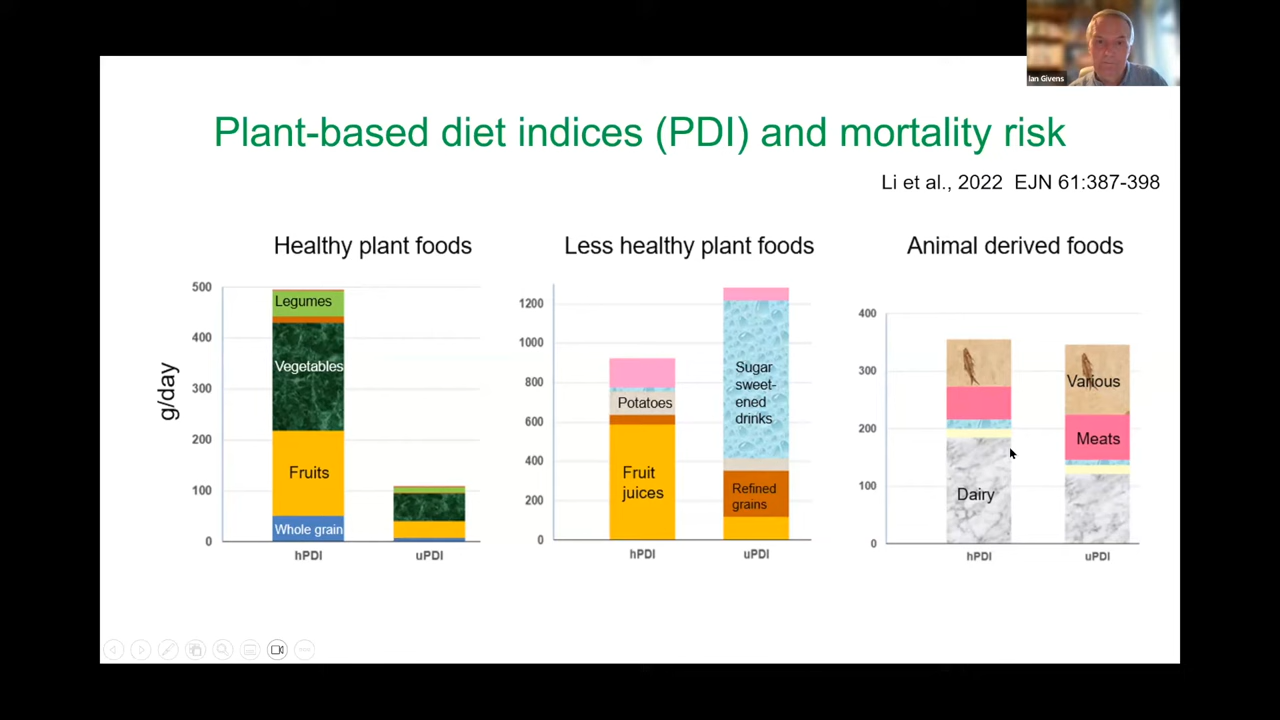 Ian Givens
Plant-based diet indices (PDI) and mortality risk
Li et al., 2022 EJN 61:387-398
Healthy plant foods
g/day
500
400
300
200
100
0
Legumes
Vegetables
Fruits
Whole grain
hPDI
uPDI
Less healthy plant foods
1200
1000
800
600
400
200
0
Potatoes
Fruit
juices
Sugar
sweet-
ened
drinks
Refined
grains
hPDI
uPDI
Animal derived foods
400
300
200
100
0
Dairy
Various
Meats
hPDI
uPDI